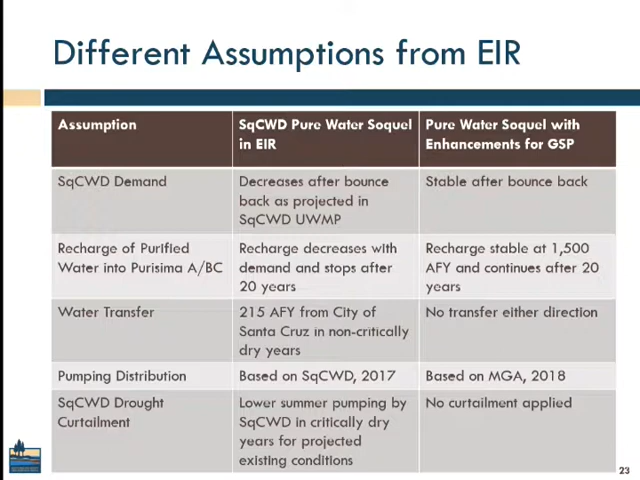 Different Assumptions from EIR
Assumption
SqCWD Pure Water Soquel
in EIR
Pure Water Soquel with
Enhancements for GSP
SqCWD Demand
Decreases after bounce
back as projected in
SqCWD UWMP
Stable after bounce back
Recharge of Purified
Water into Purisima A/BC
Recharge decreases with
demand and stops after
20 years
Recharge stable at 1,500
AFY and continues after 20
years
Water Transfer
215 AFY from City of
Santa Cruz in non-critically
dry years
No transfer either direction
Pumping Distribution
Based on SqCWD, 2017
Based on MGA, 2018
SqCWD Drought
Curtailment
Lower summer pumping by
SqCWD in critically dry
years for projected
existing conditions
No curtailment applied
23